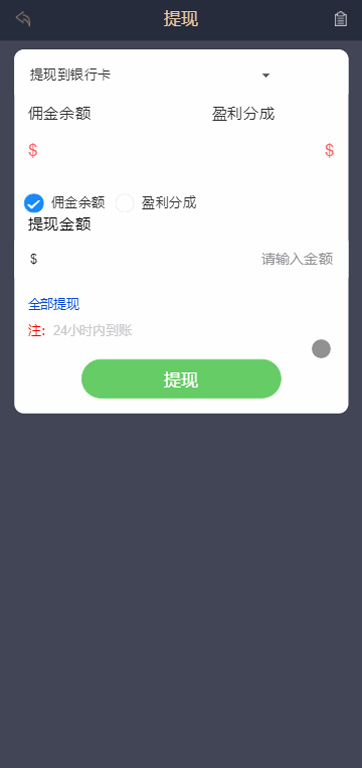 提现
提现到银行卡
佣金余额 盈利分成
$ $
佣金余额 盈利分成
提现金额
$ 请输入金额
全部提现
注: 24小时内到账
提现